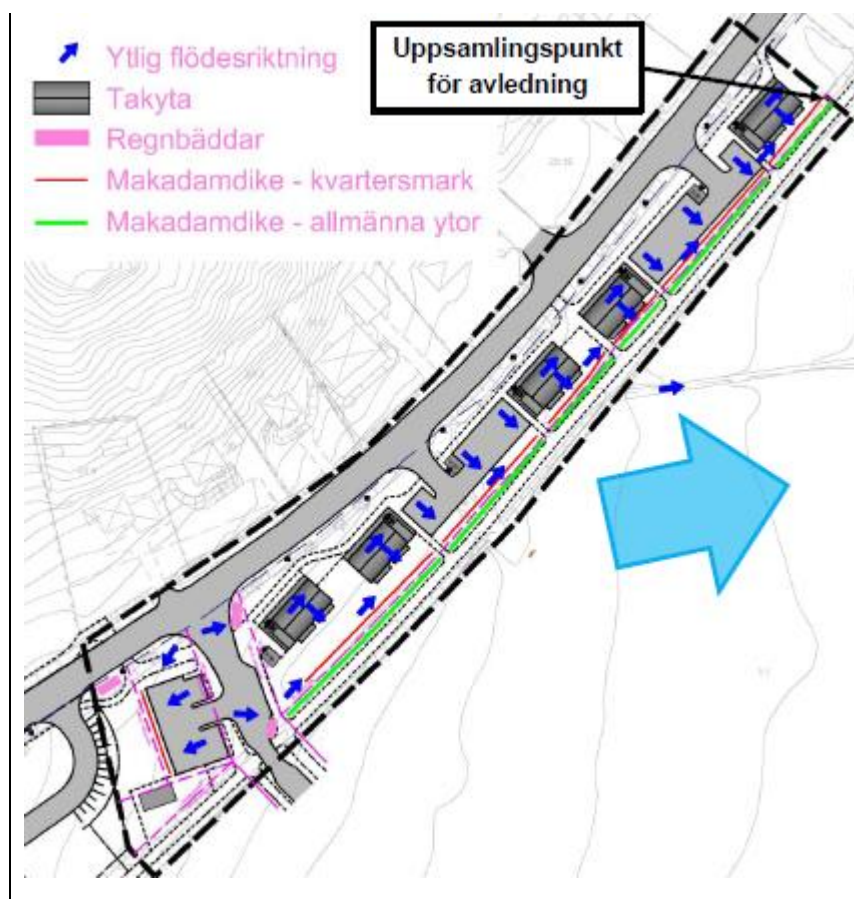 Ytlig flödesriktning
Takyta
Regnbäddar
Makadamdike - kvartersmark
Makadamdike - allmänna ytor
Uppsamlingspunkt
för avledning